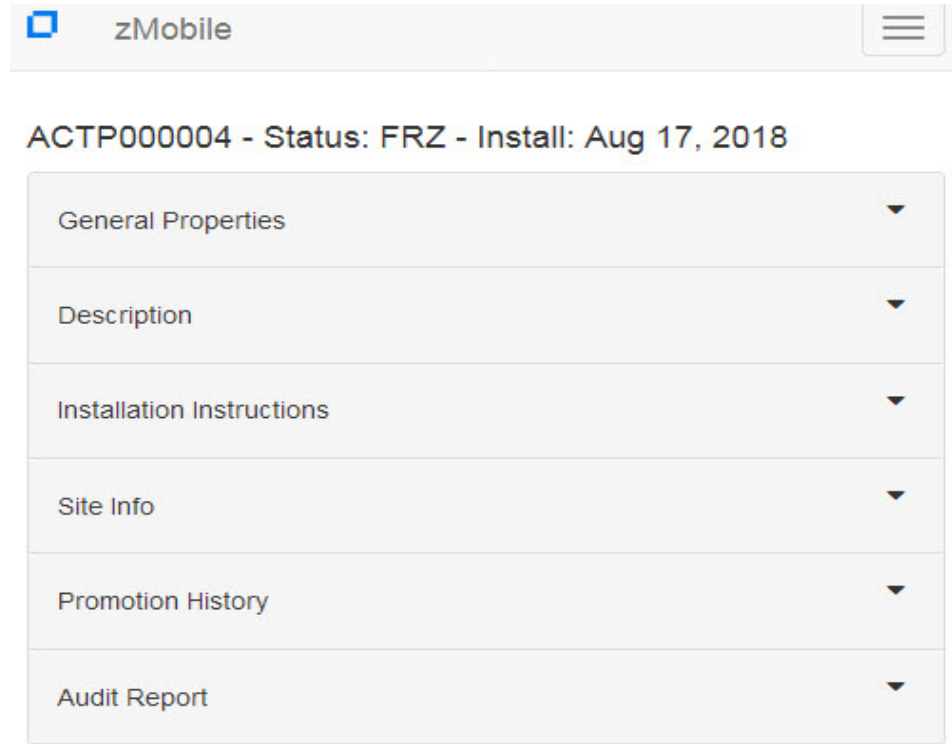 zMobile
ACTP000004 - Status: FRZ - Install: Aug 17, 2018
General Properties
Description
Installation Instructions
Site Info
Promotion History
Audit Report